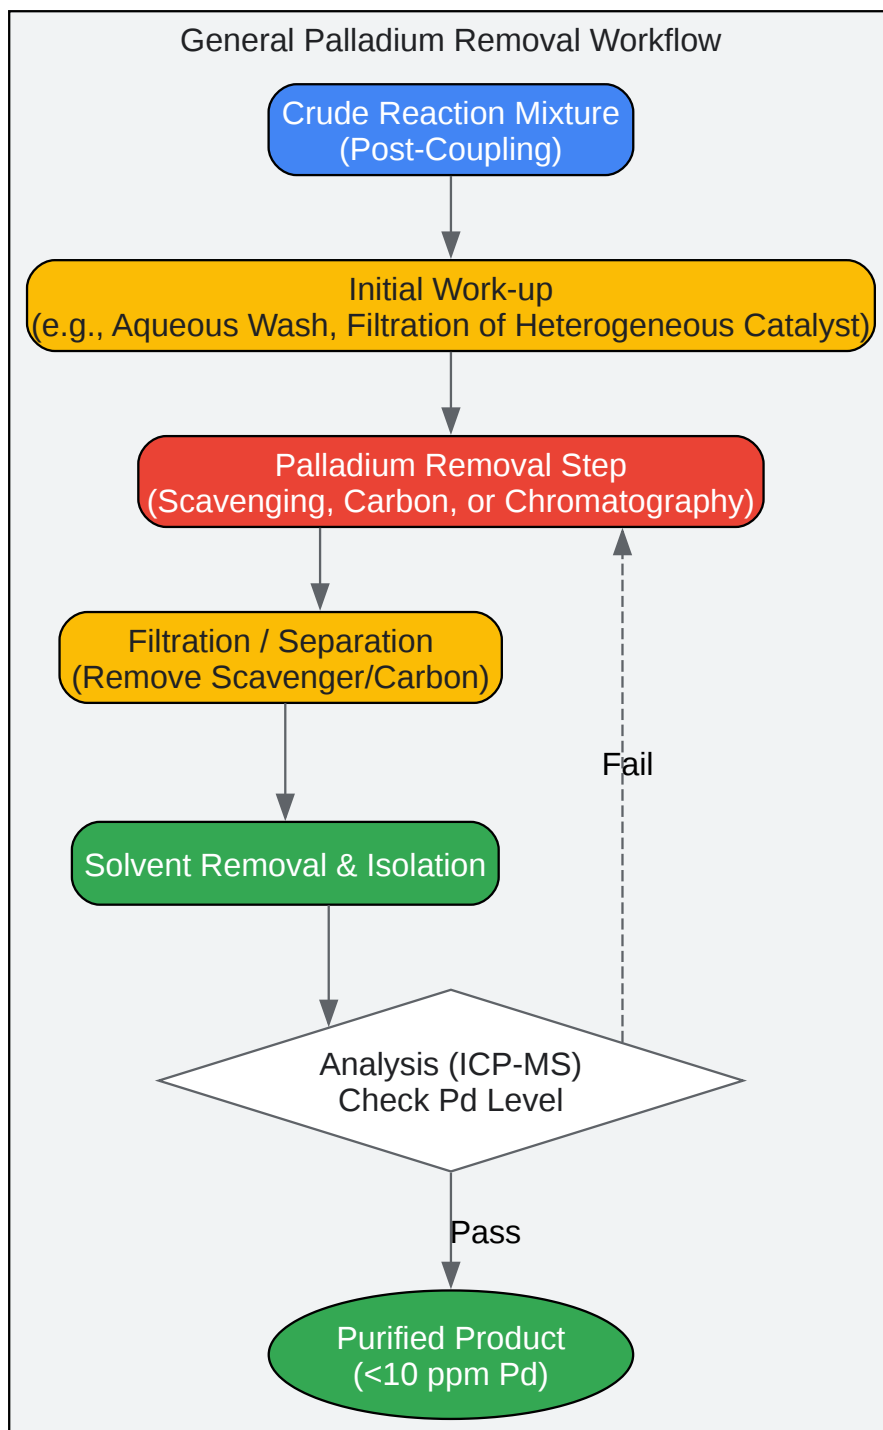 General Palladium Removal Workflow
Crude Reaction Mixture
(Post-Coupling)
Initial Work-up
(e.g., Aqueous Wash, Filtration of Heterogeneous Catalyst)
Palladium Removal Step
(Scavenging, Carbon, or Chromatography)
Filtration / Separation
(Remove Scavenger/Carbon)
Fail
Solvent Removal & Isolation
Analysis (ICP-MS)
Check Pd Level
Pass
Purified Product
(<10 ppm Pd)